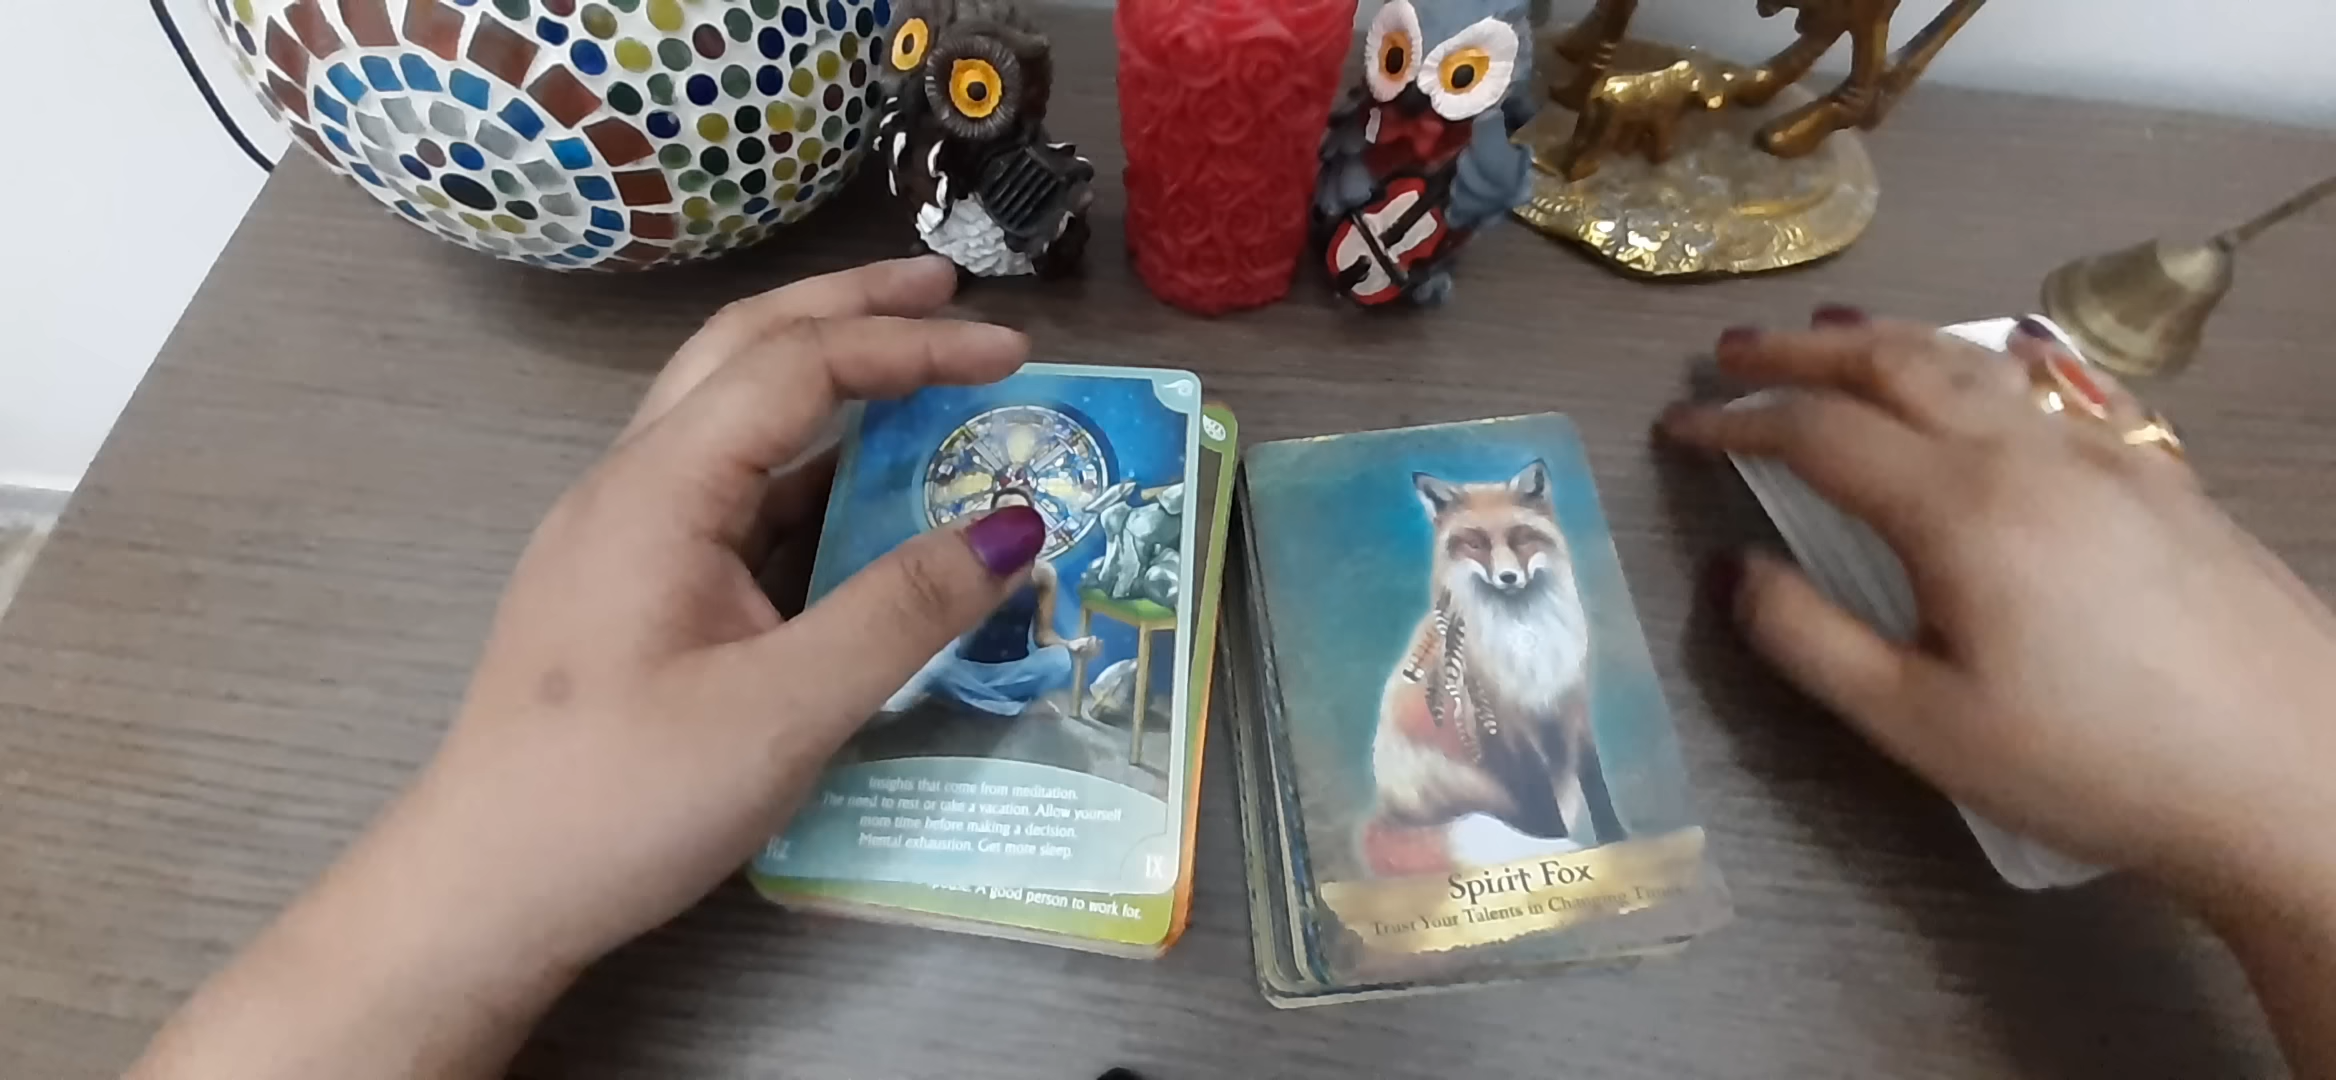 Insights that come from meditation.
The need to rest or take a vacation. Allow yourself
more time before making a decision.
Mental exhaustion. Get more sleep.
IX
A good person to work for.
Spirit Fox
Trust Your Talents in Changing Times